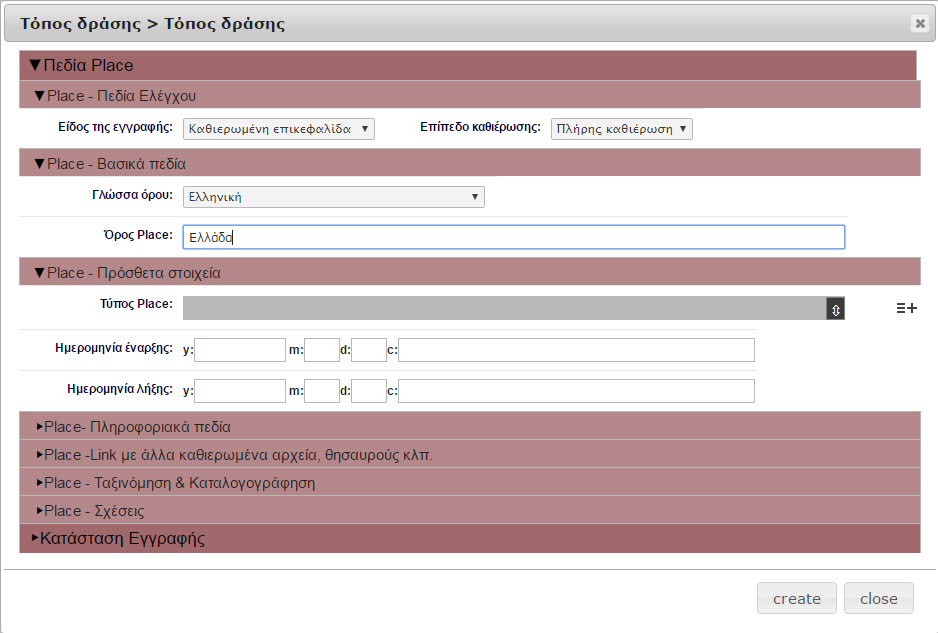 Τόπος δράσης > Τόπος δράσης
▼Πεδία Place
▼Place - Πεδία Ελέγχου
Είδος της εγγραφής: Καθιερωμένη επικεφαλίδα Επίπεδο καθιέρωσης: Πλήρης καθιέρωση
▼Place - Βασικά πεδία
Γλώσσα όρου: Ελληνική
Όρος Place: Ελλάδα
▼Place - Πρόσθετα στοιχεία
Τύπος Place:
Ημερομηνία έναρξης: y: m: d: c:
Ημερομηνία λήξης: y: m: d: c:
▸Place- Πληροφοριακά πεδία
▸Place -Link με άλλα καθιερωμένα αρχεία, θησαυρούς κλπ.
▸Place - Ταξινόμηση & Καταλογογράφηση
▸Place - Σχέσεις
▸Κατάσταση Εγγραφής
create close